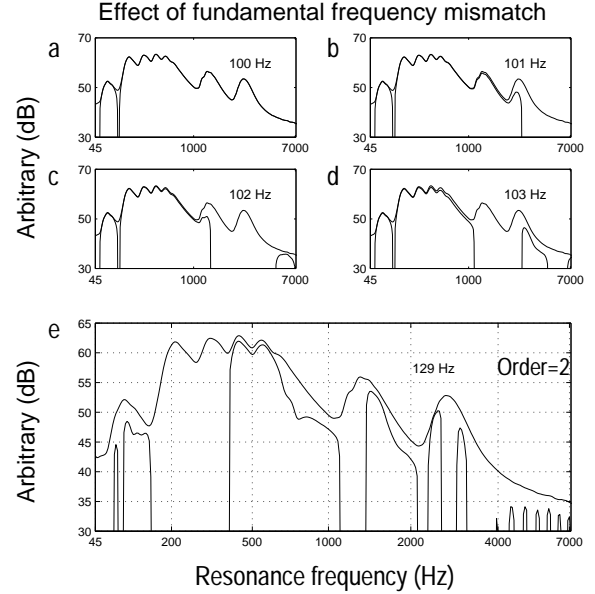 Effect of fundamental frequency mismatch
a
70
50
30
100 Hz
45
1000
7000
b
70
50
30
101 Hz
45
1000
7000
c
70
50
30
102 Hz
45
1000
7000
d
70
50
30
103 Hz
45
1000
7000
Arbitrary (dB)
e
65
60
55
50
45
40
35
30
129 Hz
Order=2
45
200
500
1000
2000
4000
7000
Arbitrary (dB)
Resonance frequency (Hz)